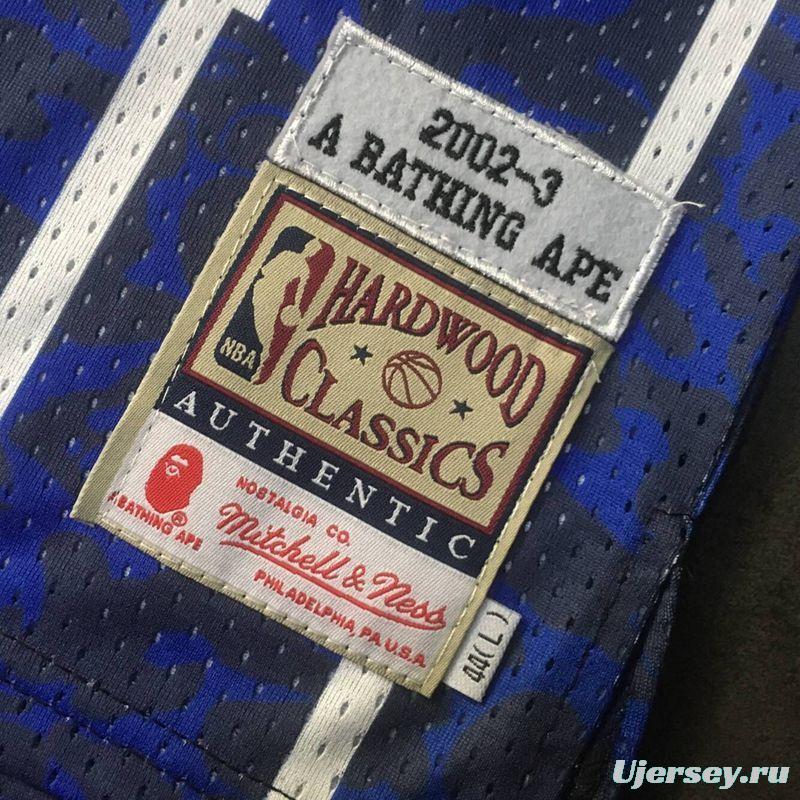 2002-3
A BATHING APE
HARDWOOD
CLASSICS
NBA
AUTHENTIC
A BATHING APE®
NOSTALGIA CO.
Mitchell & Ness
PHILADELPHIA, PA U.S.A.
44(L)
Ujersey.ru